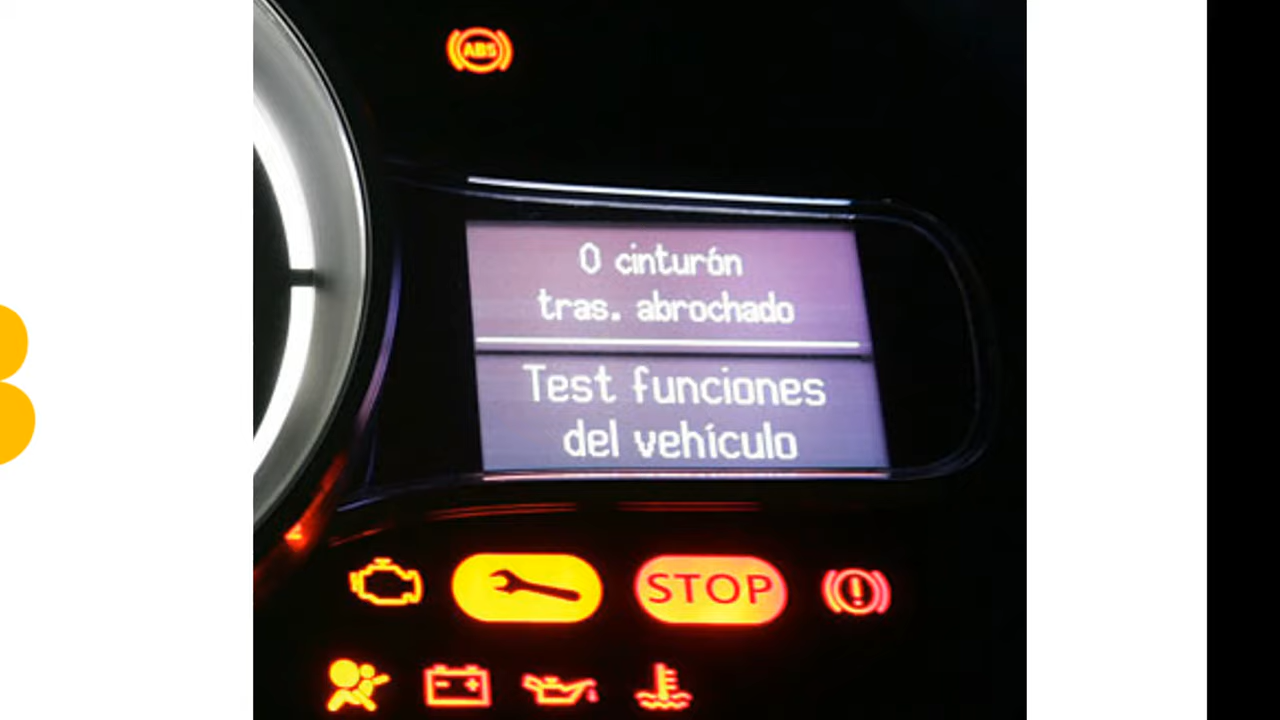 ABS
0 cinturón
tras. abrochado
Test funciones
del vehículo
STOP